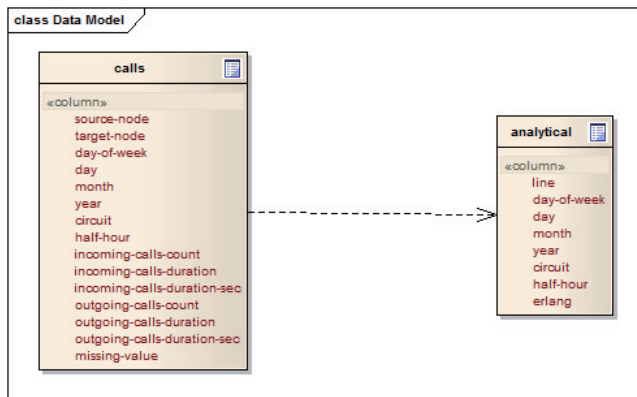 class Data Model
calls
«column»
source-node
target-node
day-of-week
day
month
year
circuit
half-hour
incoming-calls-count
incoming-calls-duration
incoming-calls-duration-sec
outgoing-calls-count
outgoing-calls-duration
outgoing-calls-duration-sec
missing-value
analytical
«column»
line
day-of-week
day
month
year
circuit
half-hour
erlang